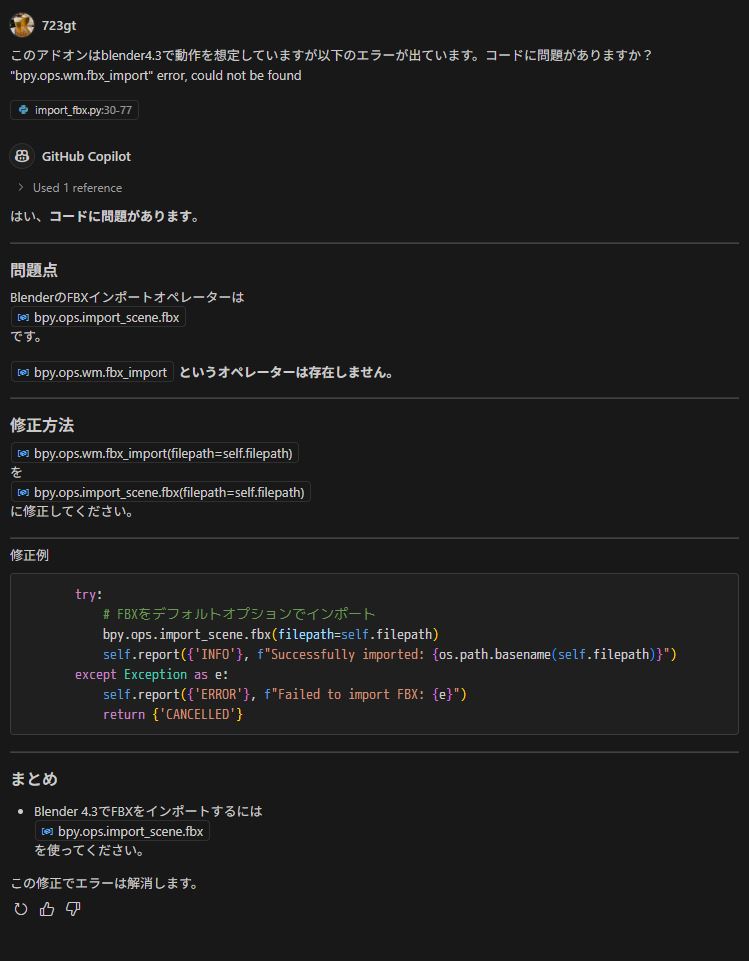 723gt
このアドオンはblender4.3で動作を想定していますが以下のエラーが出ています。コードに問題がありますか？
"bpy.ops.wm.fbx_import" error, could not be found
import_fbx.py:30-77
GitHub Copilot
Used 1 reference
はい、コードに問題があります。
問題点
BlenderのFBXインポートオペレーターは
bpy.ops.import_scene.fbx
です。
bpy.ops.wm.fbx_import というオペレーターは存在しません。
修正方法
bpy.ops.wm.fbx_import(filepath=self.filepath)
を
bpy.ops.import_scene.fbx(filepath=self.filepath)
に修正してください。
修正例
try:
# FBXをデフォルトオプションでインポート
bpy.ops.import_scene.fbx(filepath=self.filepath)
self.report({'INFO'}, f"Successfully imported: {os.path.basename(self.filepath)}")
except Exception as e:
self.report({'ERROR'}, f"Failed to import FBX: {e}")
return {'CANCELLED'}
まとめ
• Blender 4.3でFBXをインポートするには
bpy.ops.import_scene.fbx
を使ってください。
この修正でエラーは解消します。